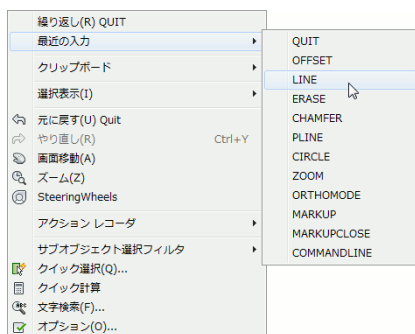 繰り返し(R) QUIT
最近の入力
クリップボード
選択表示(I)
元に戻す(U) Quit
やり直し(R) Ctrl+Y
画面移動(A)
ズーム(Z)
SteeringWheels
アクション レコーダ
サブオブジェクト選択フィルタ
クイック選択(Q)...
クイック計算
文字検索(F)...
オプション(O)...
QUIT
OFFSET
LINE
ERASE
CHAMFER
PLINE
CIRCLE
ZOOM
ORTHOMODE
MARKUP
MARKUPCLOSE
COMMANDLINE